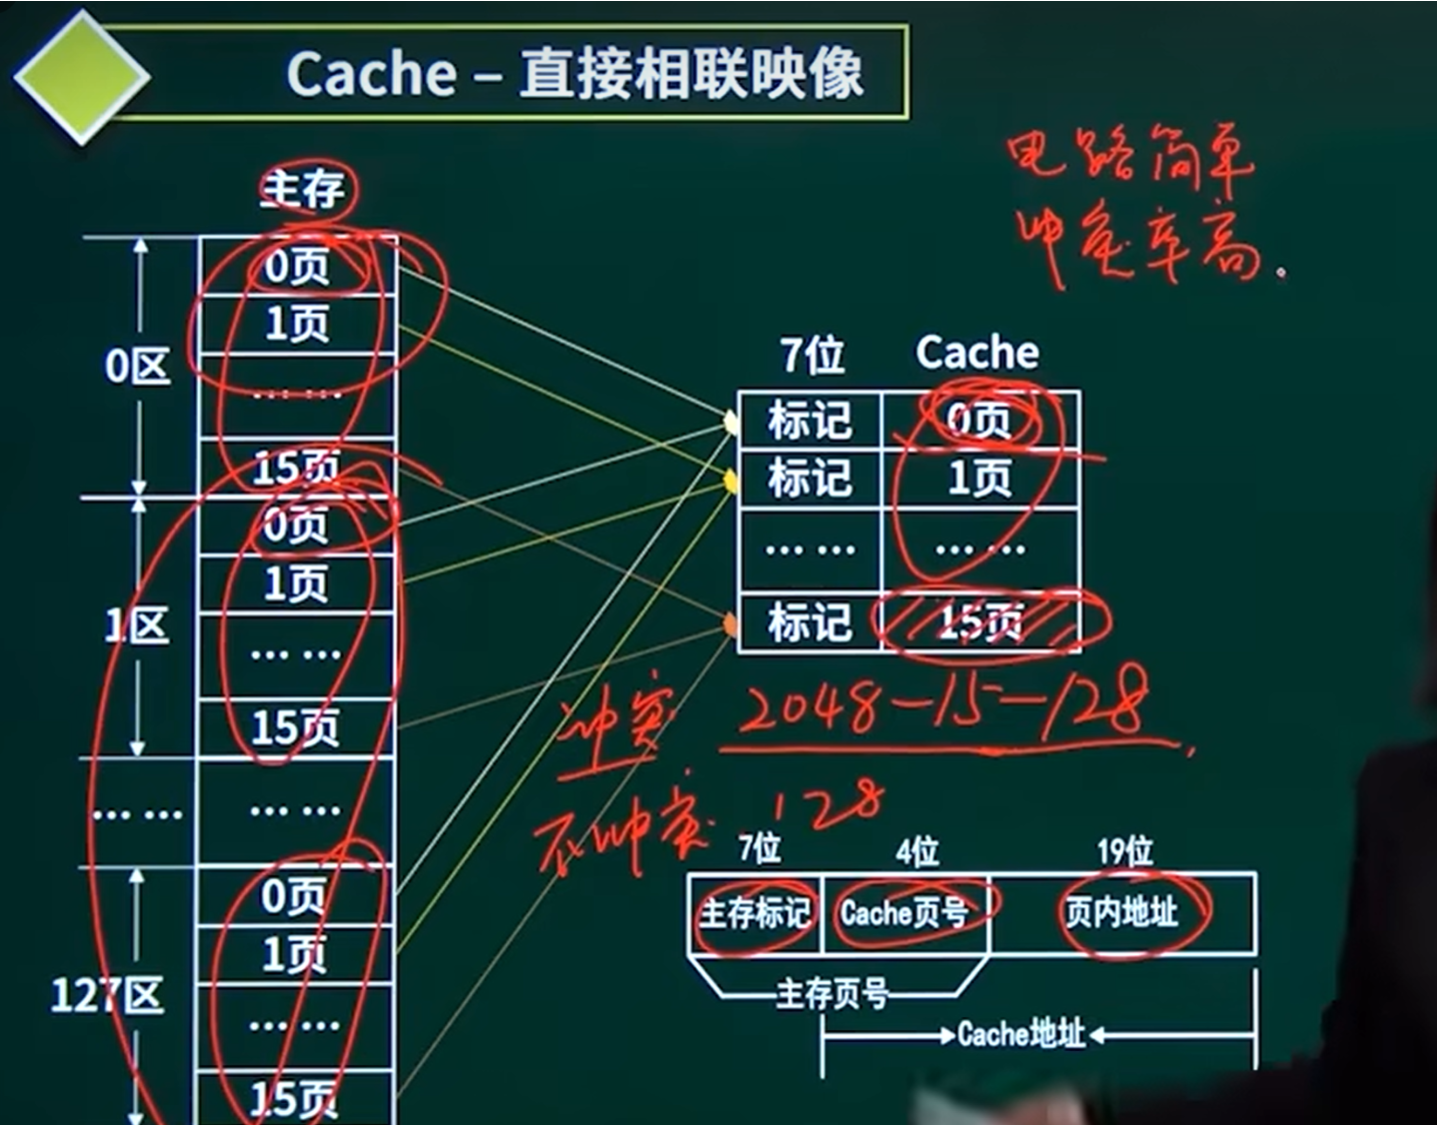 Cache – 直接相联映像
电路简单
冲突率高.
主存
0页
1页
... ...
15页
0区
0页
1页
... ...
15页
1区
... ...
... ...
0页
1页
... ...
15页
127区
7位 Cache
标记 0页
标记 1页
... ... ... ...
标记 15页
冲突 2048-15-128
不冲突 128
7位 4位 19位
主存标记 Cache页号 页内地址
主存页号
Cache地址